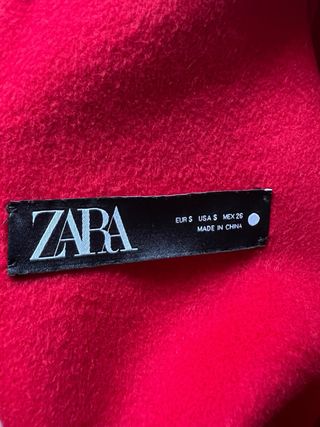 ZARA
EUR S USA S MEX 26
MADE IN CHINA